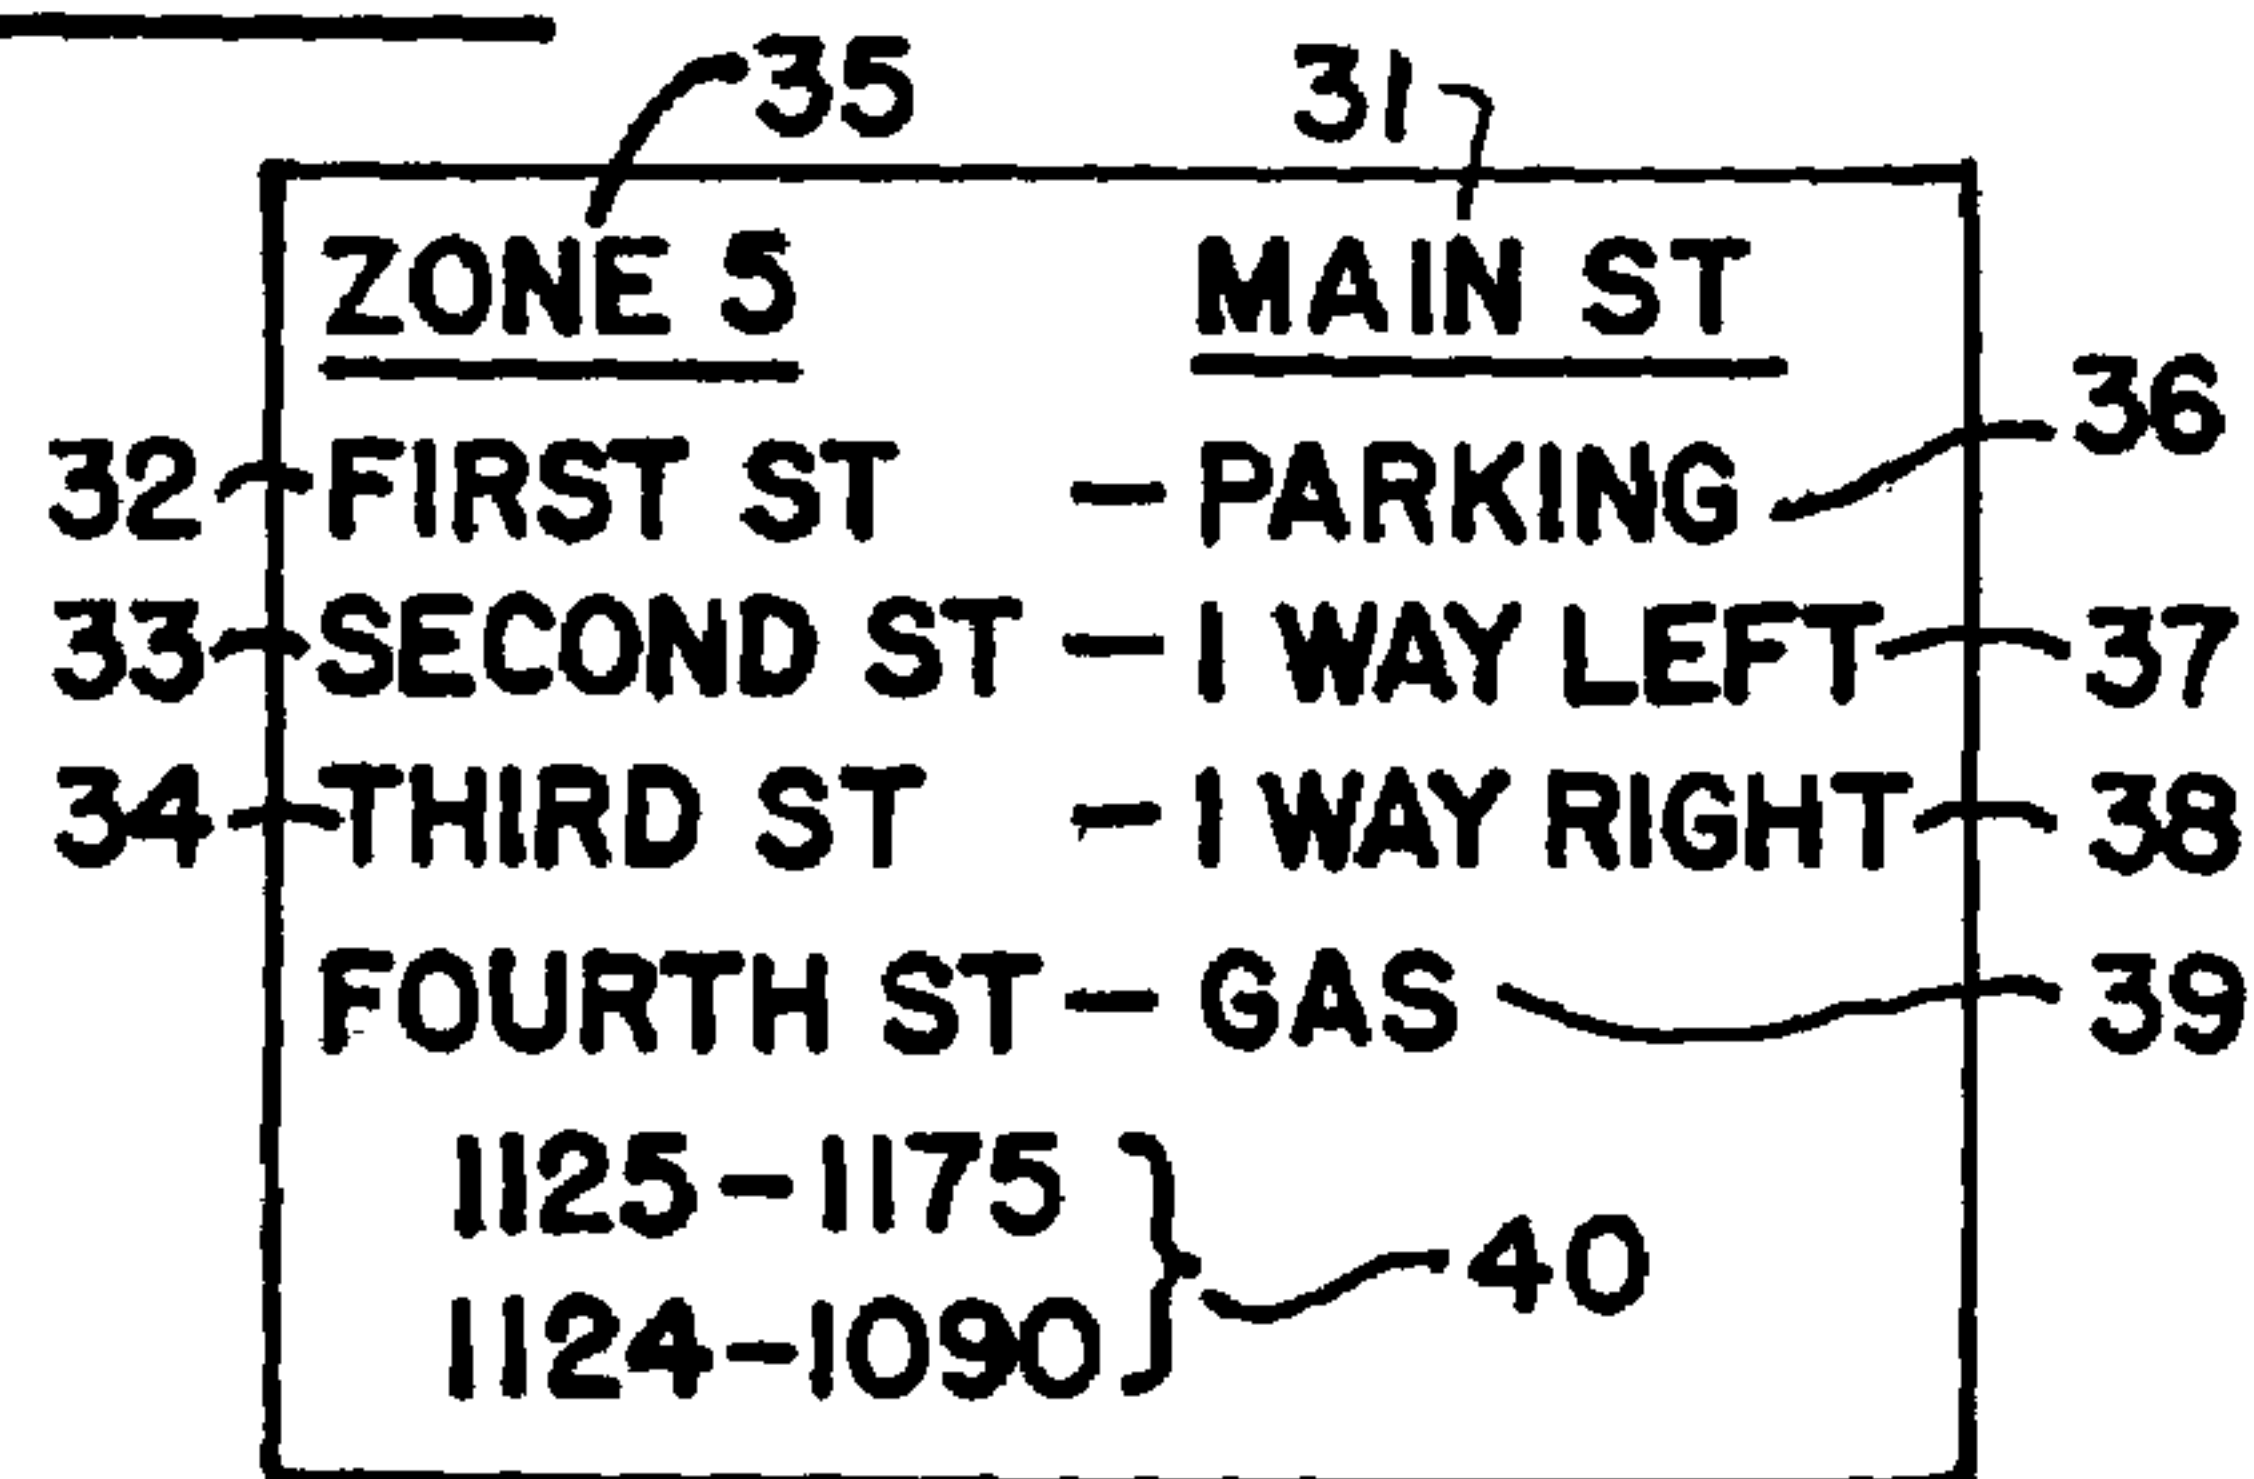 35 31
ZONE 5 MAIN ST
36
32 FIRST ST - PARKING
33 SECOND ST - 1 WAY LEFT 37
34 THIRD ST - 1 WAY RIGHT 38
FOURTH ST - GAS 39
1125-1175
40
1124-1090